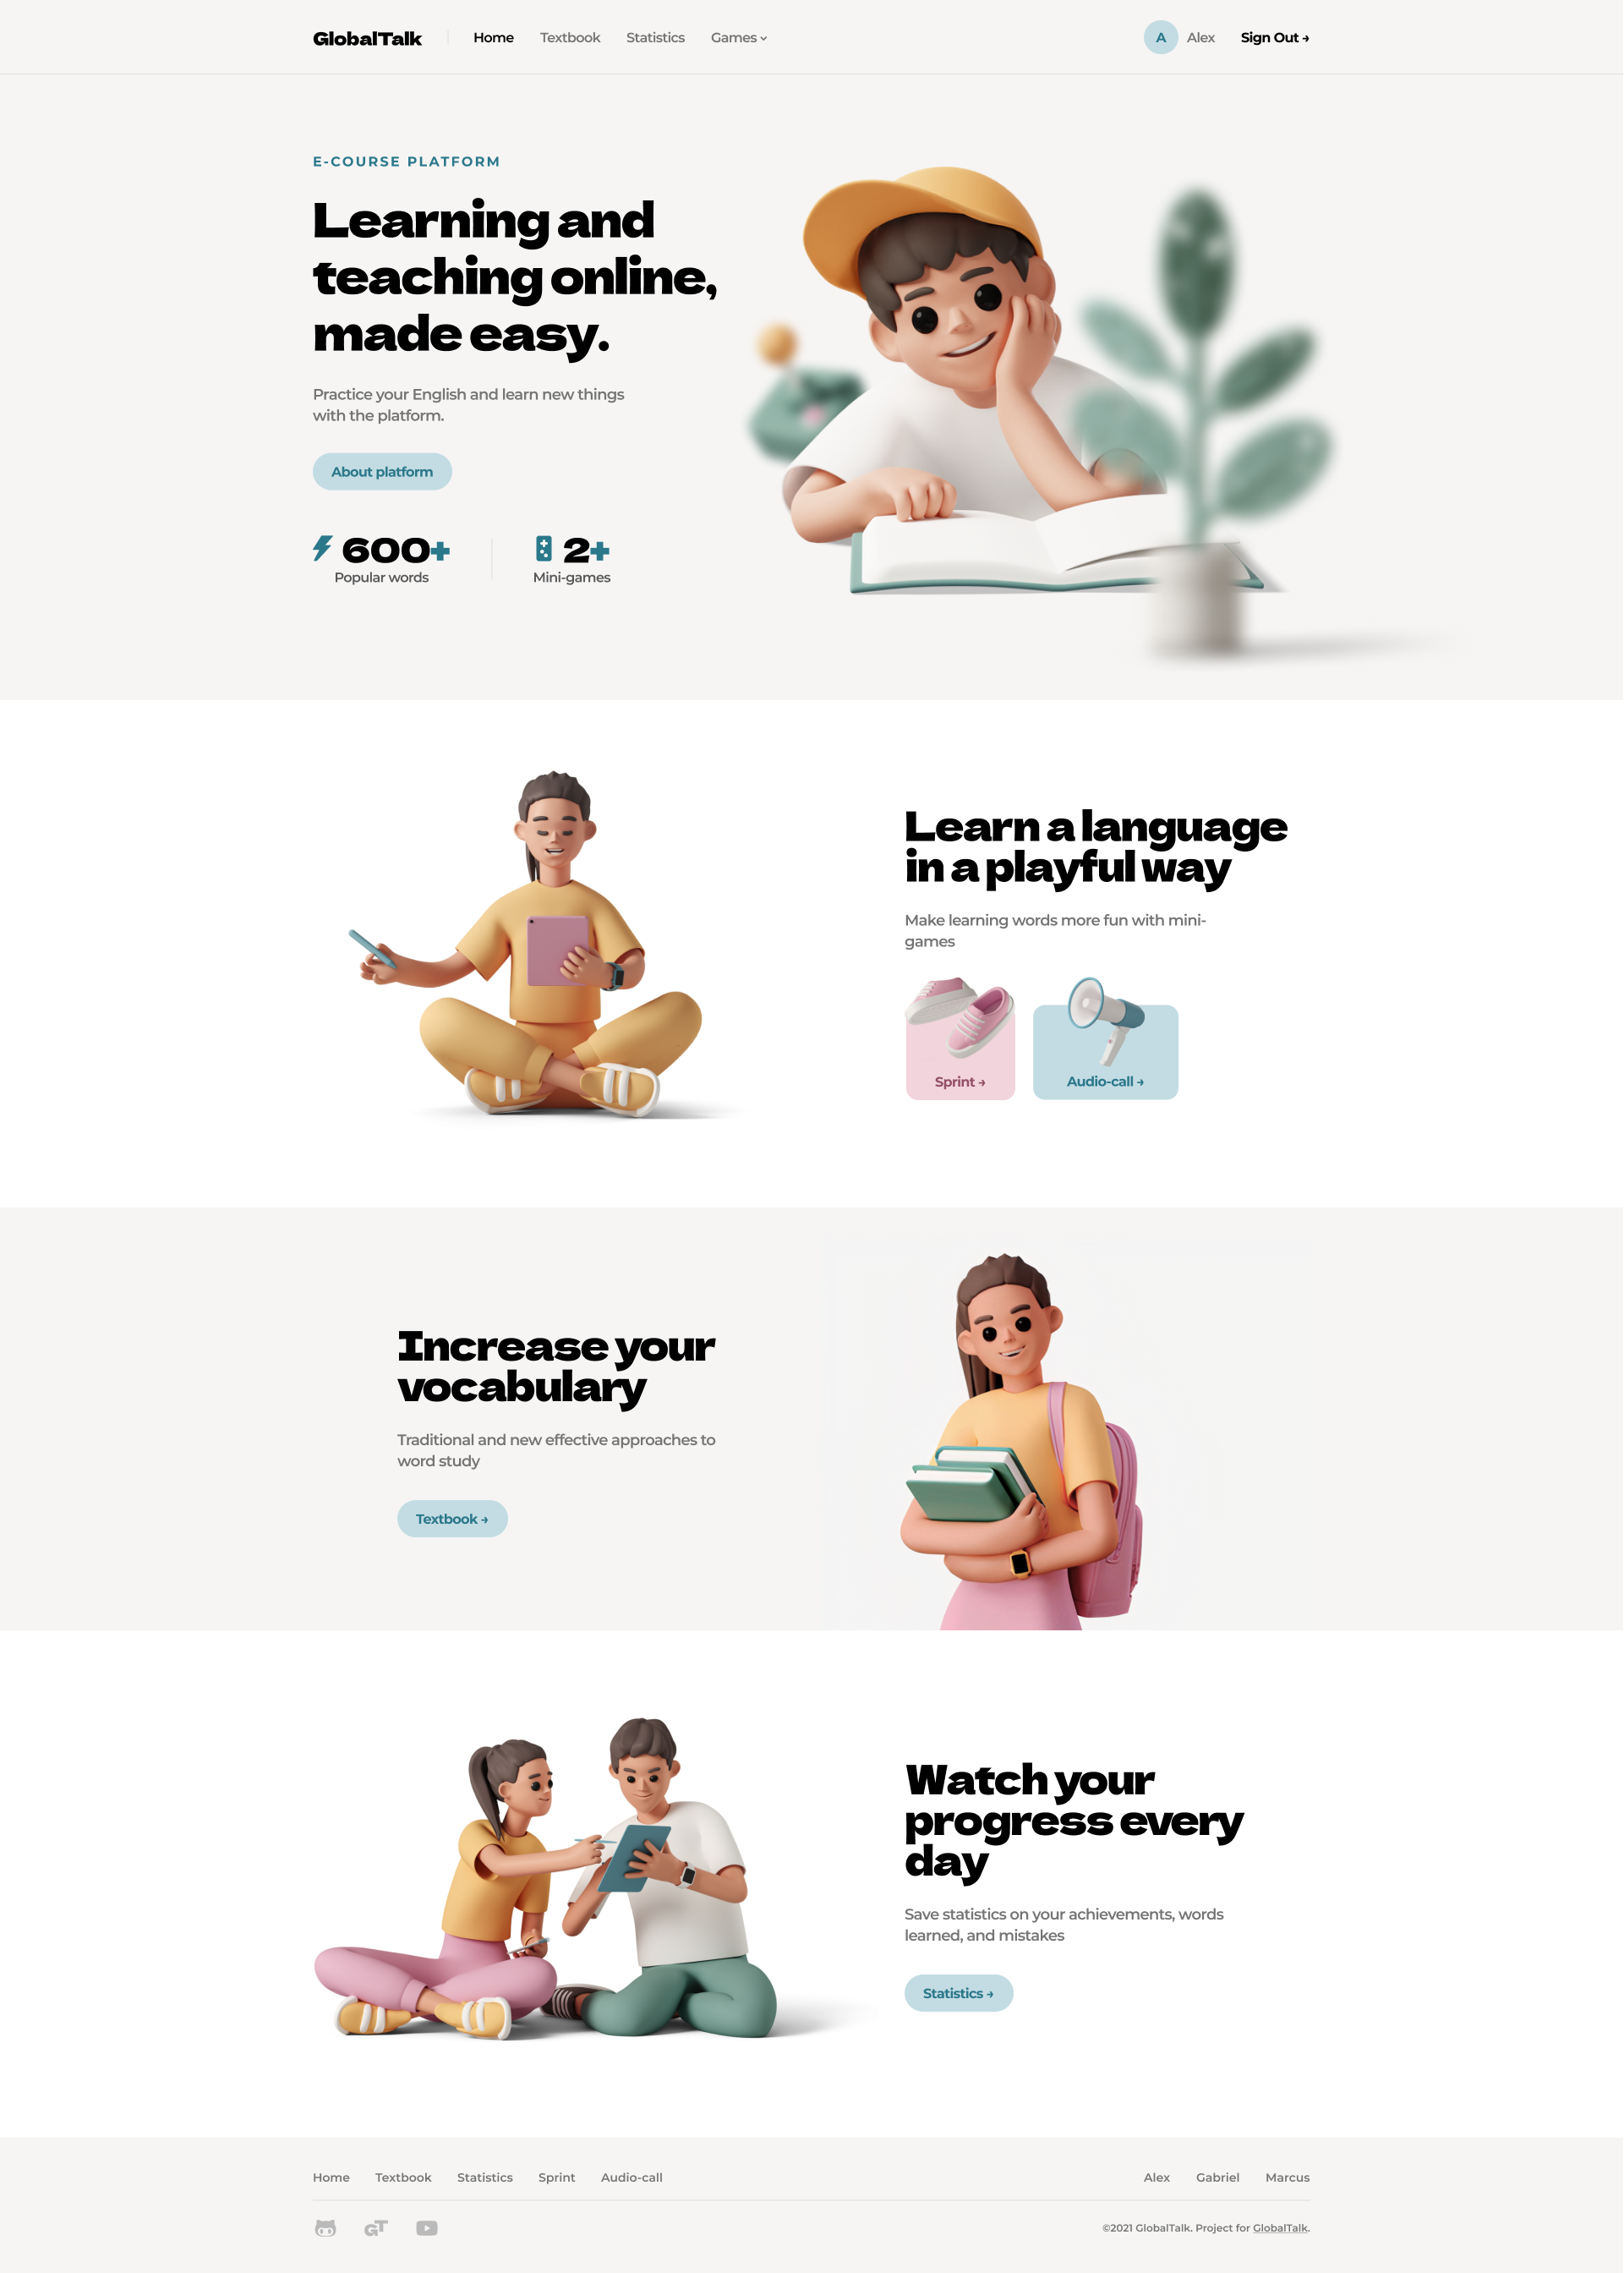 GlobalTalk Home Textbook Statistics Games A Alex Sign Out →
E-COURSE PLATFORM
Learning and
teaching online,
made easy.
Practice your English and learn new things
with the platform.
About platform
600+ 2+
Popular words Mini-games
Learn a language
in a playful way
Make learning words more fun with mini-
games
Sprint → Audio-call →
Increase your
vocabulary
Traditional and new effective approaches to
word study
Textbook →
Watch your
progress every
day
Save statistics on your achievements, words
learned, and mistakes
Statistics →
Home Textbook Statistics Sprint Audio-call Alex Gabriel Marcus
GT ©2021 GlobalTalk. Project for GlobalTalk.